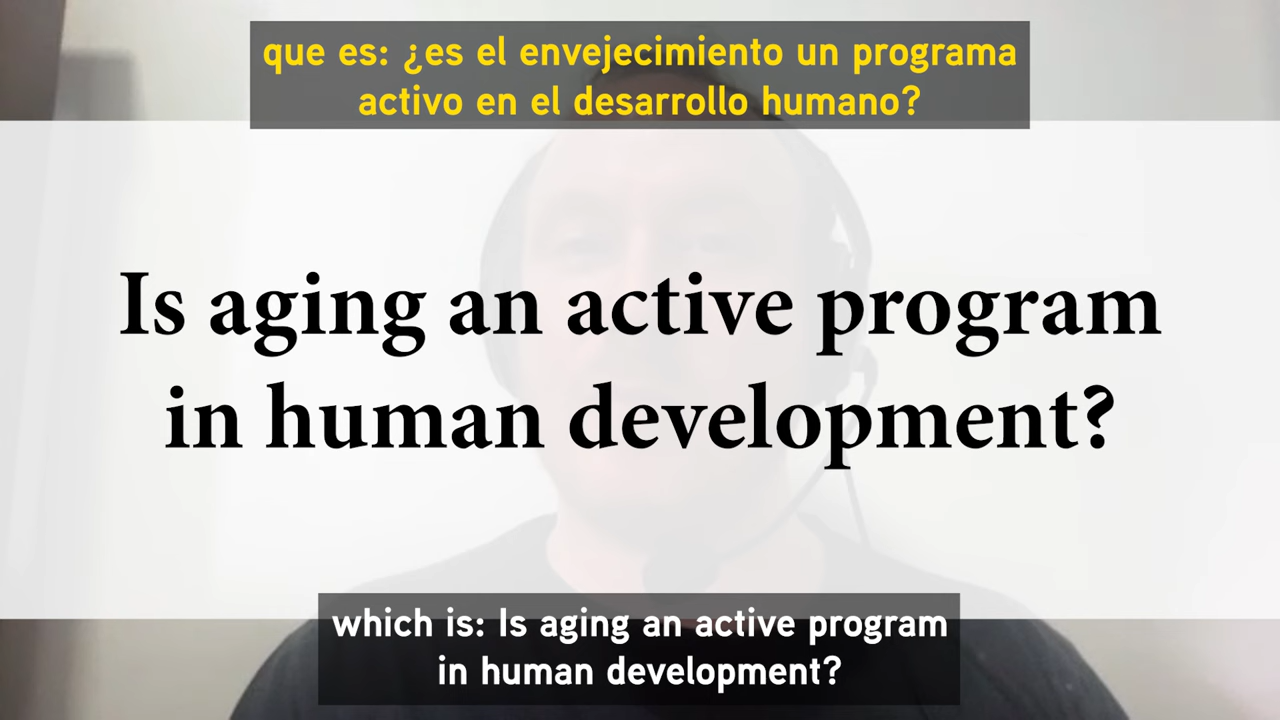 que es: ¿es el envejecimiento un programa
activo en el desarrollo humano?
Is aging an active program
in human development?
which is: Is aging an active program
in human development?